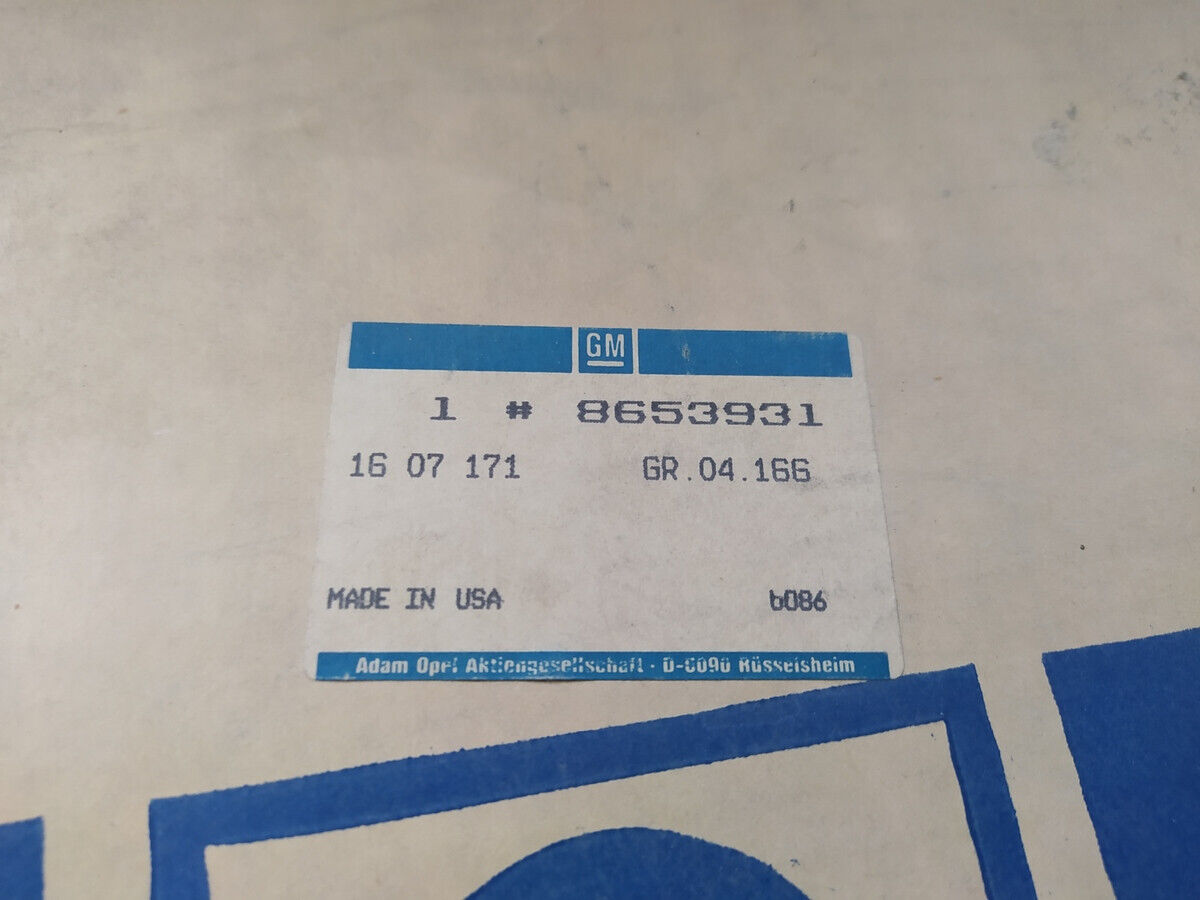 GM
1 # 8653931
16 07 171 GR.04.166
MADE IN USA b086
Adam Opel Aktiengesellschaft · D-6090 Rüsselsheim